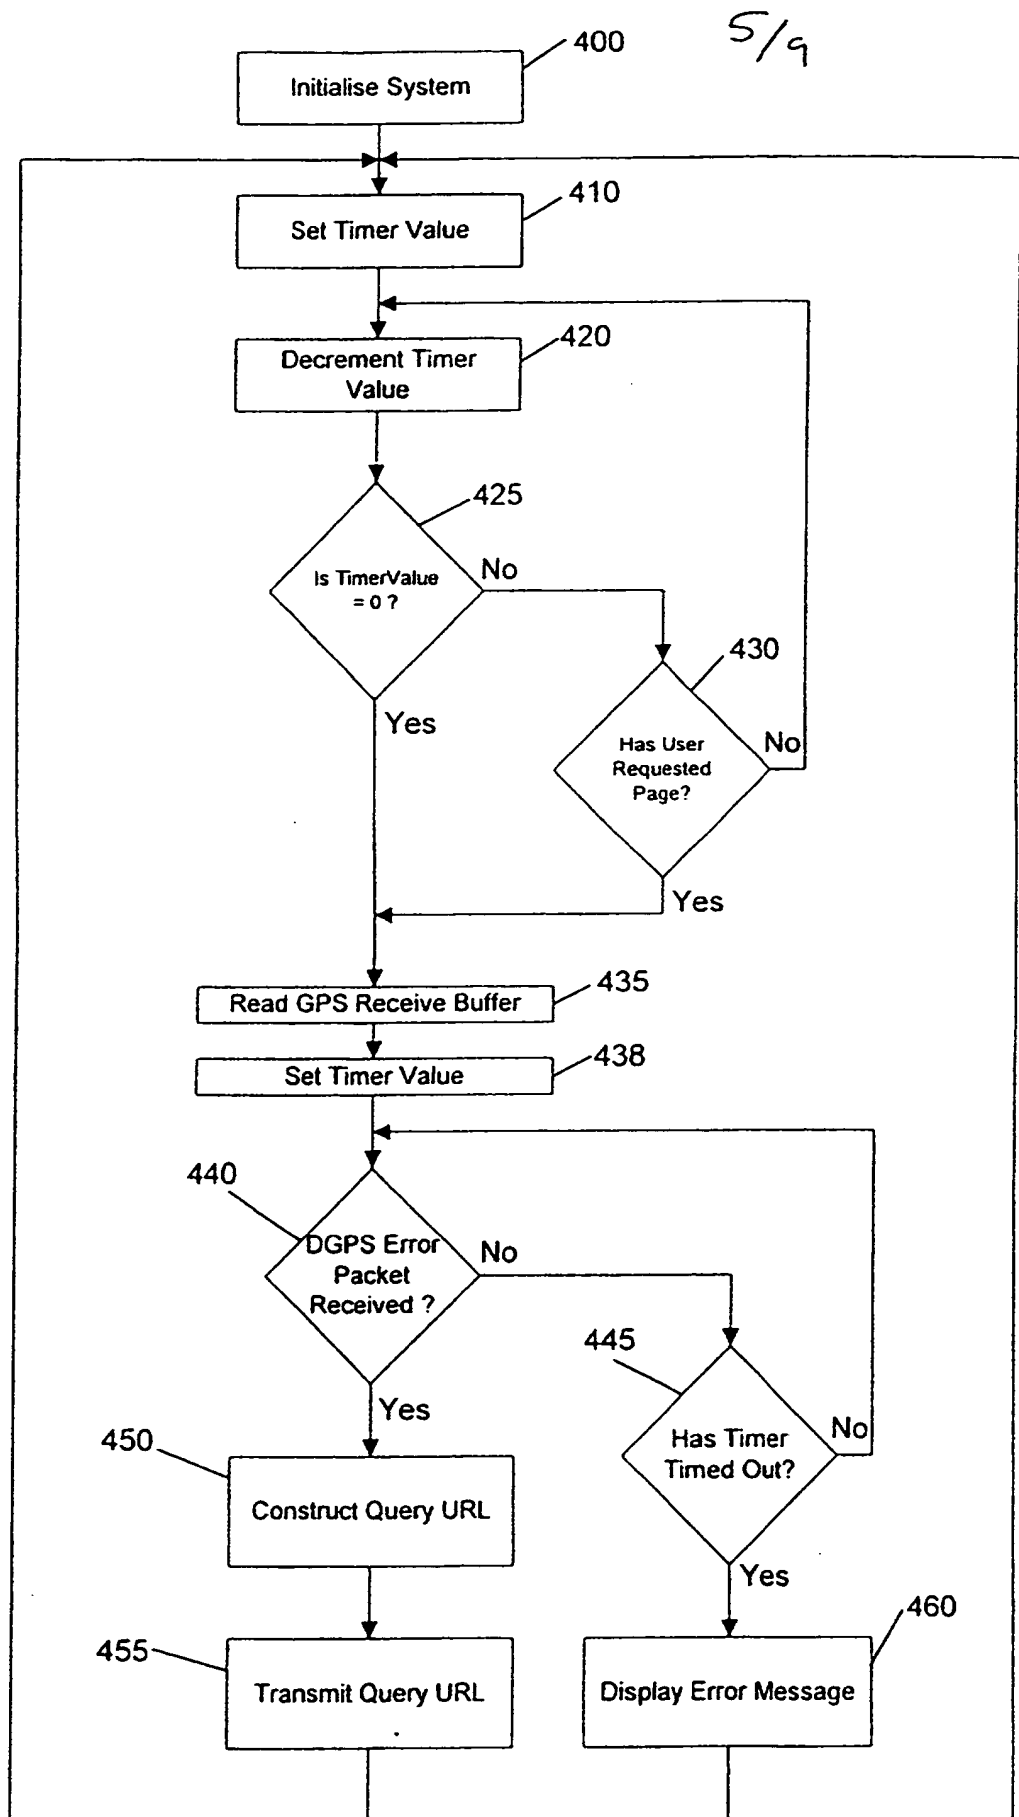 5/9
400
Initialise System
410
Set Timer Value
420
Decrement Timer
Value
425
Is TimerValue
= 0 ?
No
430
Yes
Has User
Requested
Page?
No
Yes
435
Read GPS Receive Buffer
438
Set Timer Value
440
DGPS Error
Packet
Received ?
No
445
Yes
Has Timer
Timed Out?
No
450
Construct Query URL
Yes
460
455
Transmit Query URL
Display Error Message